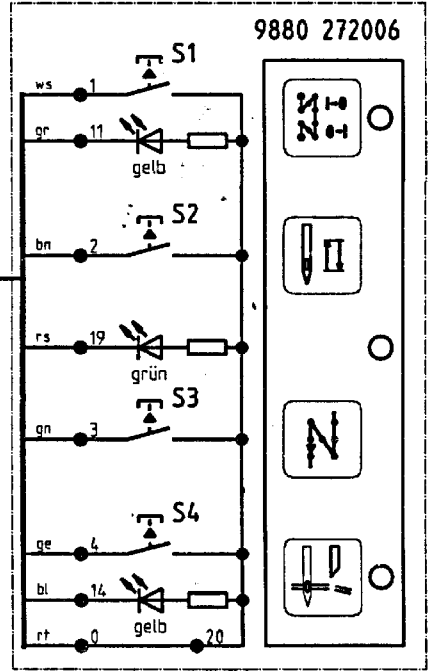 9880 272006
S1
ws 1
gr 11
gelb
S2
bn 2
rs 19
grün
S3
gn 3
S4
ge 4
bl 14
gelb
rt 0 20